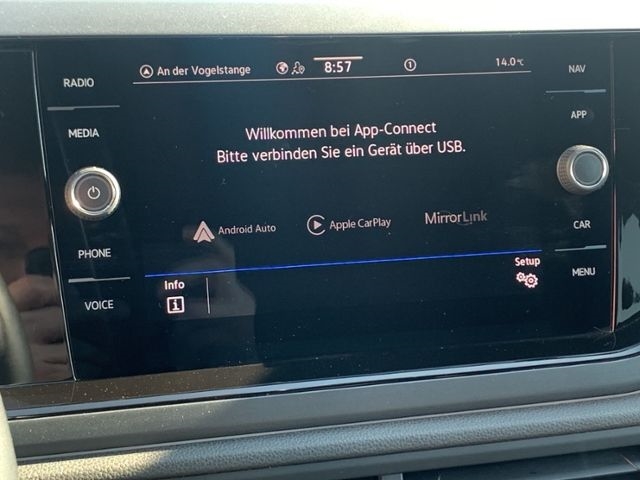 RADIO
MEDIA
PHONE
VOICE
An der Vogelstange
8:57
1
14.0°C
Willkommen bei App-Connect
Bitte verbinden Sie ein Gerät über USB.
Android Auto
Apple CarPlay
MirrorLink
Info
Setup
NAV
APP
CAR
MENU